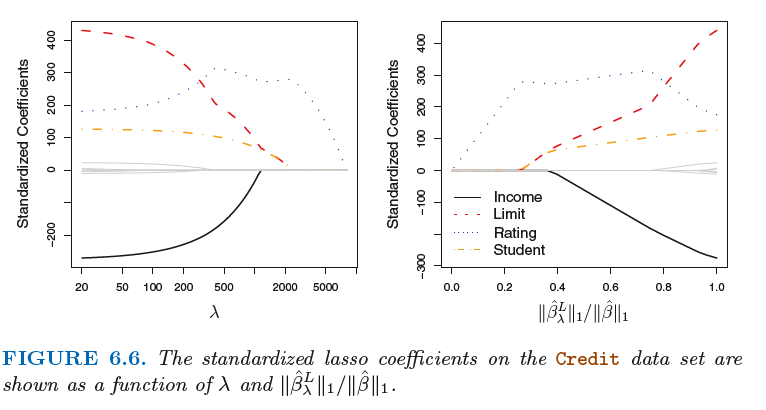 Standardized Coefficients
400
300
200
100
0
−200
20 50 100 200 500 2000 5000
λ
Standardized Coefficients
400
300
200
100
0
−100
−300
Income
Limit
Rating
Student
0.0 0.2 0.4 0.6 0.8 1.0
‖β̂λᴸ‖₁/‖β̂‖₁
FIGURE 6.6. The standardized lasso coefficients on the Credit data set are
shown as a function of λ and ‖β̂λᴸ‖₁/‖β̂‖₁.